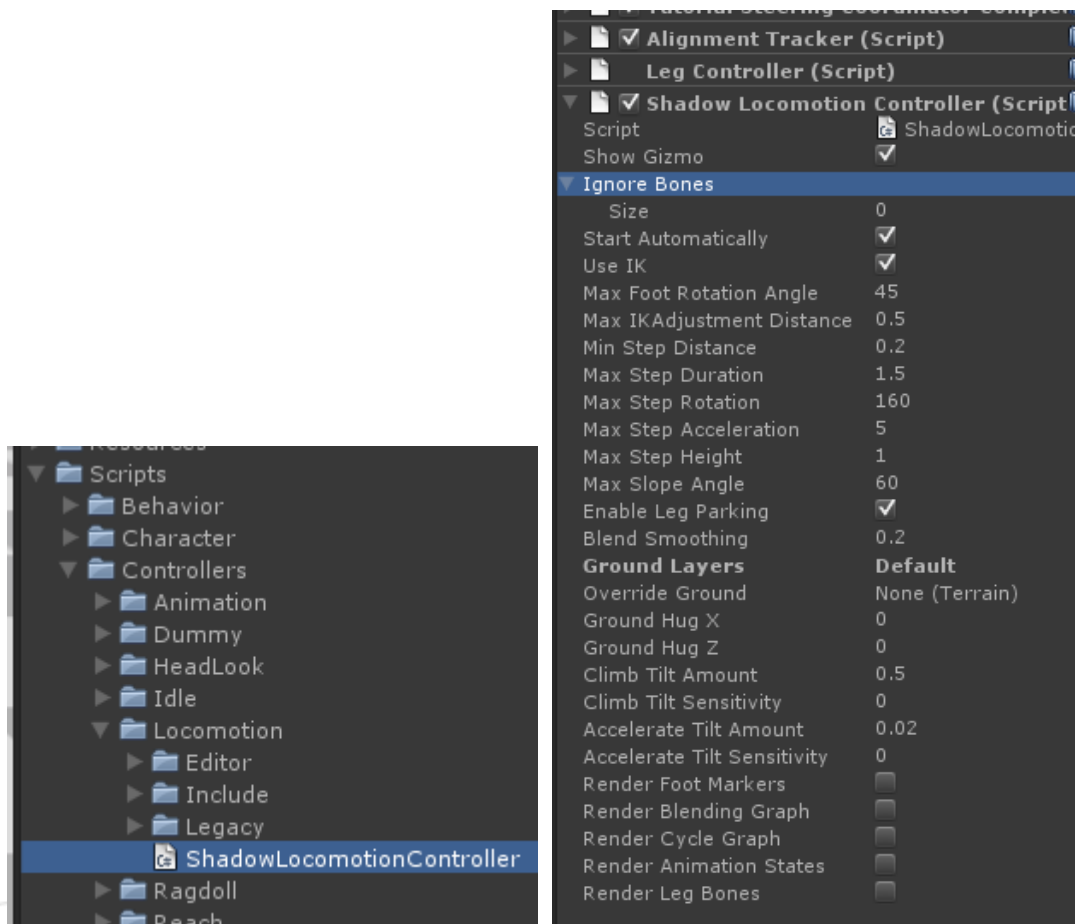 Resources
Scripts
Behavior
Character
Controllers
Animation
Dummy
HeadLook
Idle
Locomotion
Editor
Include
Legacy
ShadowLocomotionController
Ragdoll
Reach
Tutorial Steering Coordinator
Alignment Tracker (Script)
Leg Controller (Script)
Shadow Locomotion Controller (Script
Script ShadowLocomotio
Show Gizmo
Ignore Bones
Size 0
Start Automatically
Use IK
Max Foot Rotation Angle 45
Max IKAdjustment Distance 0.5
Min Step Distance 0.2
Max Step Duration 1.5
Max Step Rotation 160
Max Step Acceleration 5
Max Step Height 1
Max Slope Angle 60
Enable Leg Parking
Blend Smoothing 0.2
Ground Layers Default
Override Ground None (Terrain)
Ground Hug X 0
Ground Hug Z 0
Climb Tilt Amount 0.5
Climb Tilt Sensitivity 0
Accelerate Tilt Amount 0.02
Accelerate Tilt Sensitivity 0
Render Foot Markers
Render Blending Graph
Render Cycle Graph
Render Animation States
Render Leg Bones